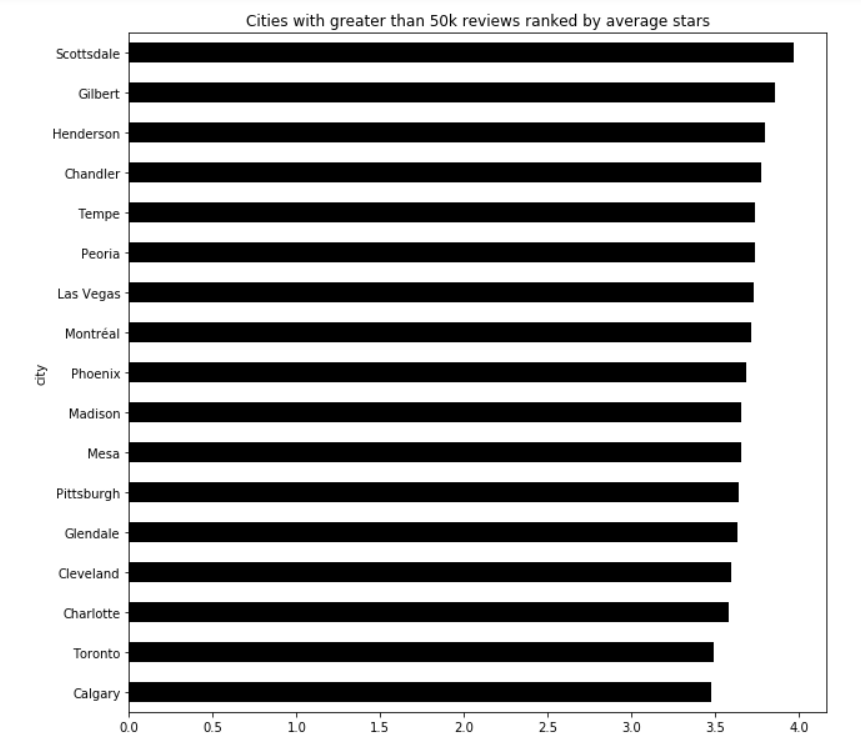 Cities with greater than 50k reviews ranked by average stars
Scottsdale
Gilbert
Henderson
Chandler
Tempe
Peoria
Las Vegas
Montréal
city
Phoenix
Madison
Mesa
Pittsburgh
Glendale
Cleveland
Charlotte
Toronto
Calgary
0.0 0.5 1.0 1.5 2.0 2.5 3.0 3.5 4.0